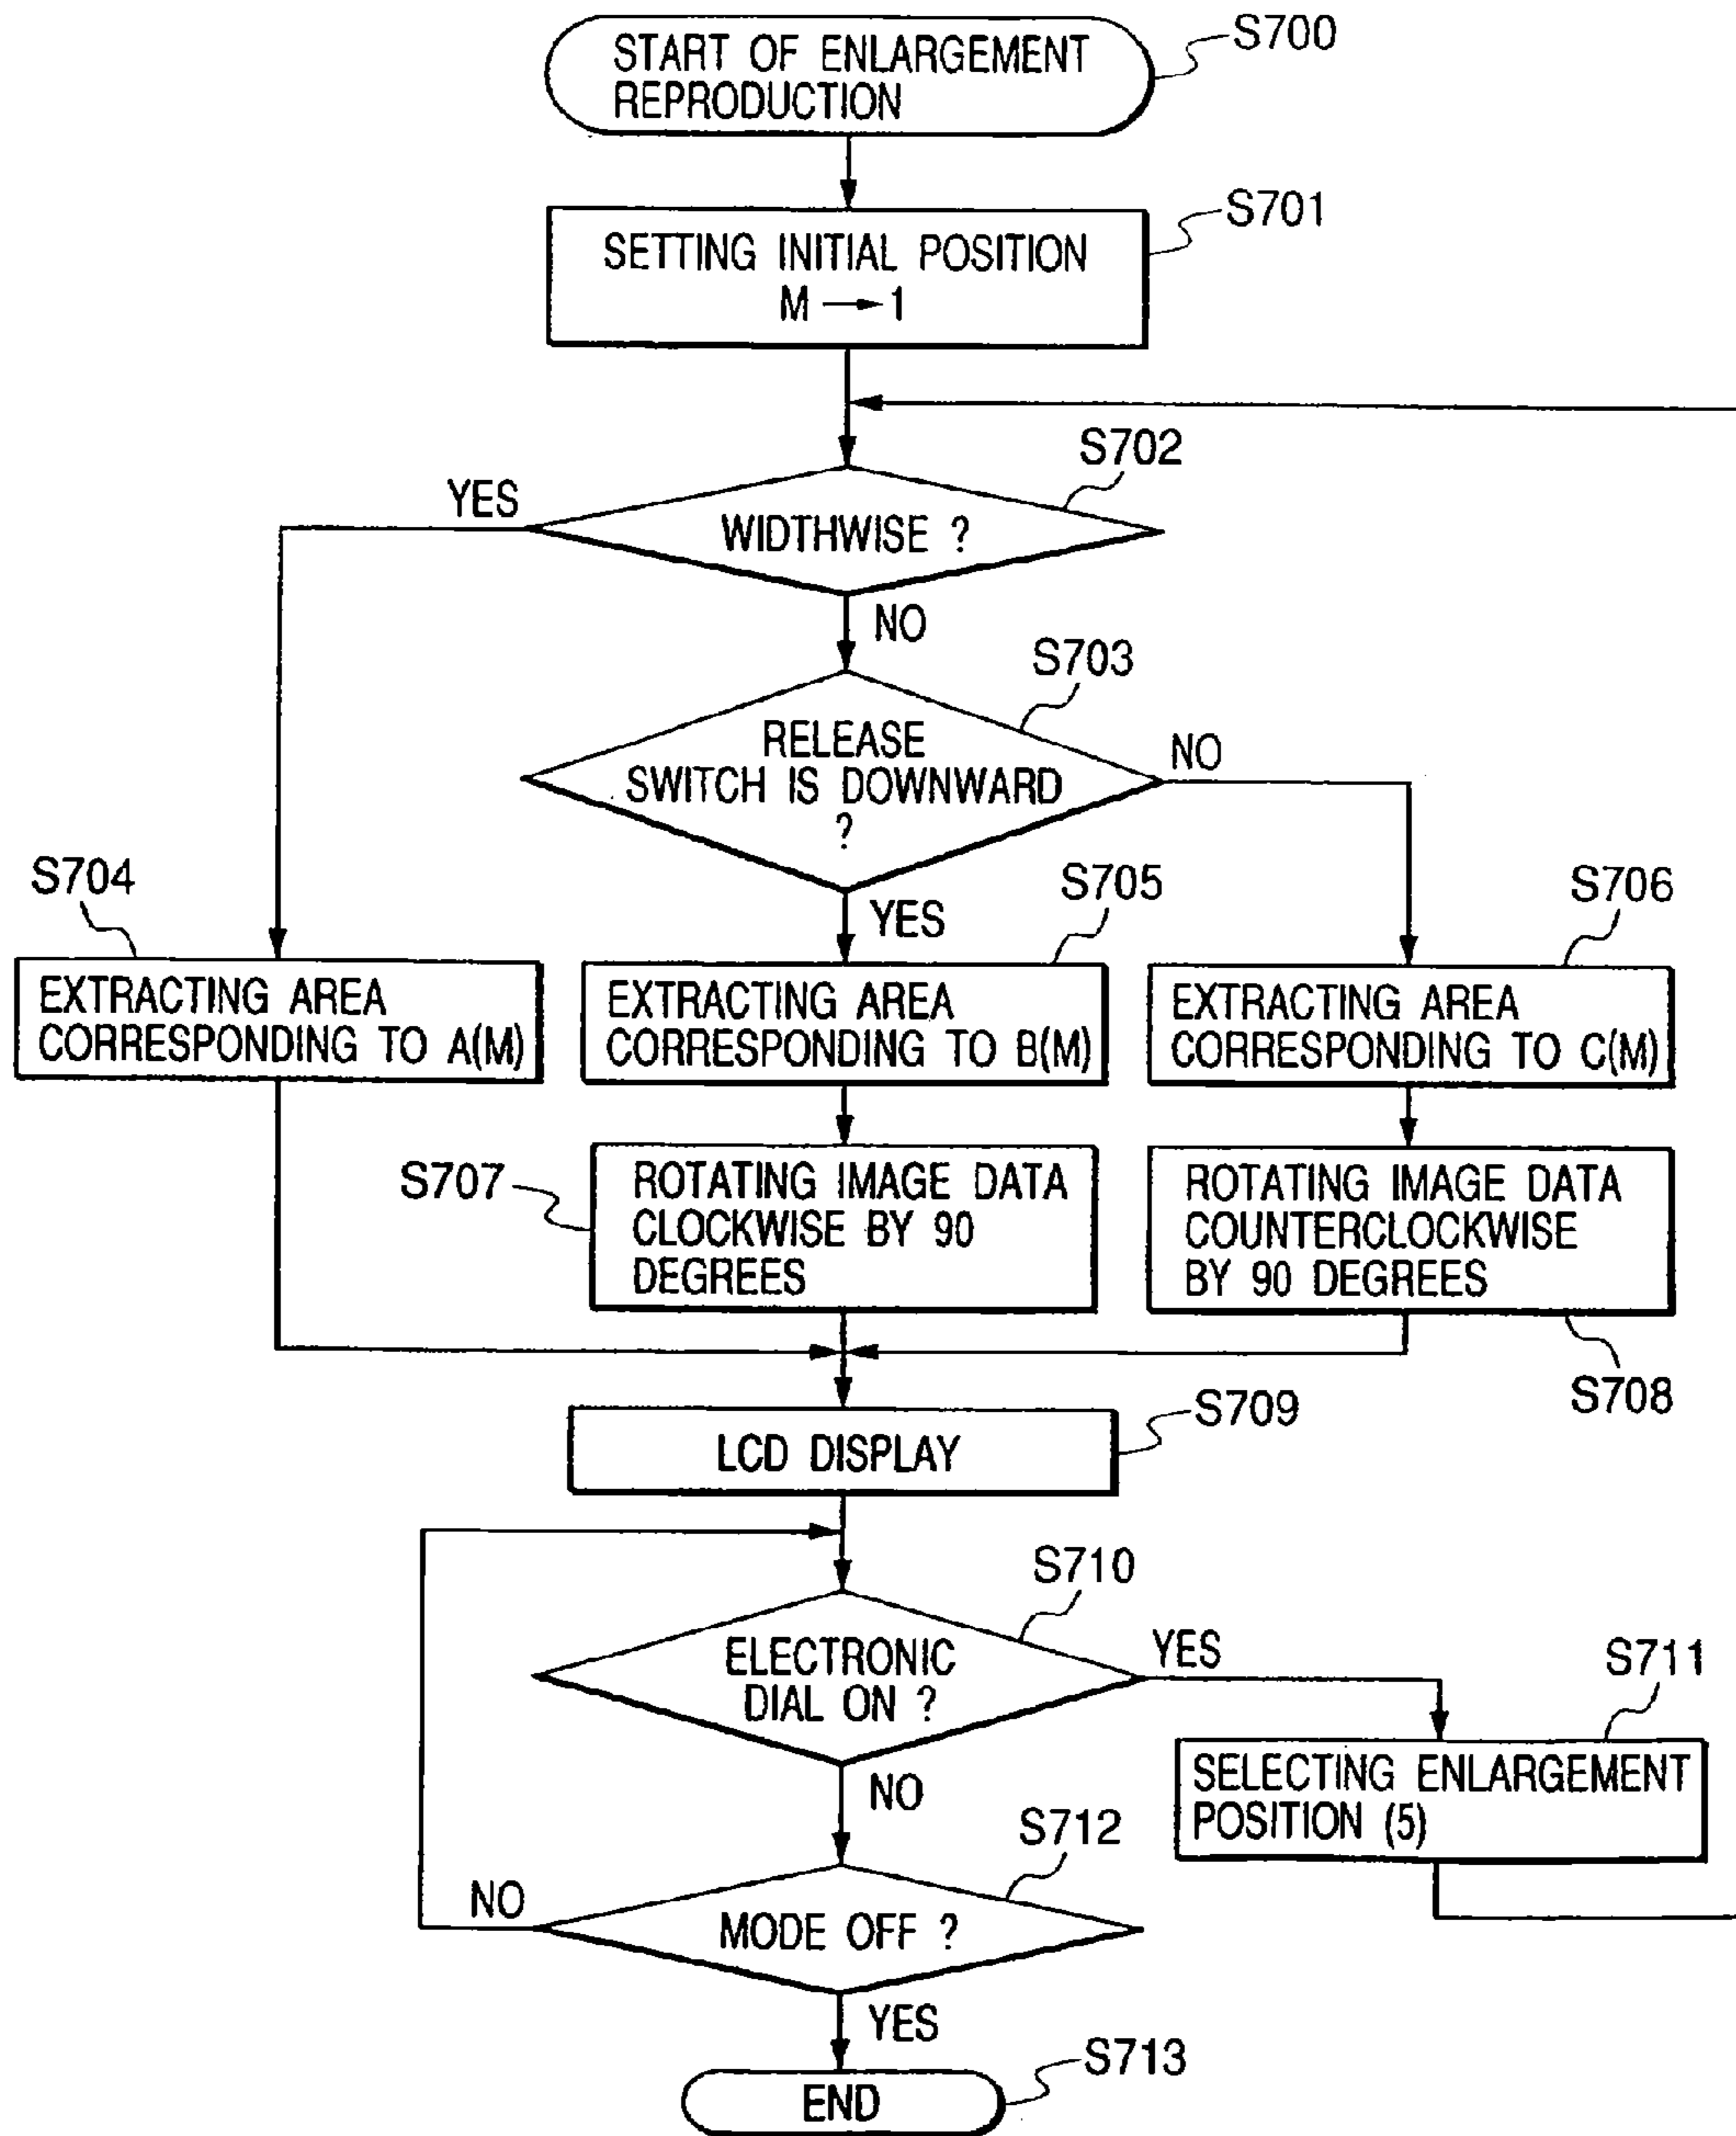 START OF ENLARGEMENT
REPRODUCTION
S700
SETTING INITIAL POSITION
M → 1
S701
S702
YES
WIDTHWISE ?
NO
S703
RELEASE
SWITCH IS DOWNWARD
?
NO
YES
S704
S705
S706
EXTRACTING AREA
CORRESPONDING TO A(M)
EXTRACTING AREA
CORRESPONDING TO B(M)
EXTRACTING AREA
CORRESPONDING TO C(M)
S707
ROTATING IMAGE DATA
CLOCKWISE BY 90
DEGREES
ROTATING IMAGE DATA
COUNTERCLOCKWISE
BY 90 DEGREES
S708
S709
LCD DISPLAY
S710
ELECTRONIC
DIAL ON ?
YES
S711
SELECTING ENLARGEMENT
POSITION (5)
NO
S712
NO
MODE OFF ?
YES
S713
END